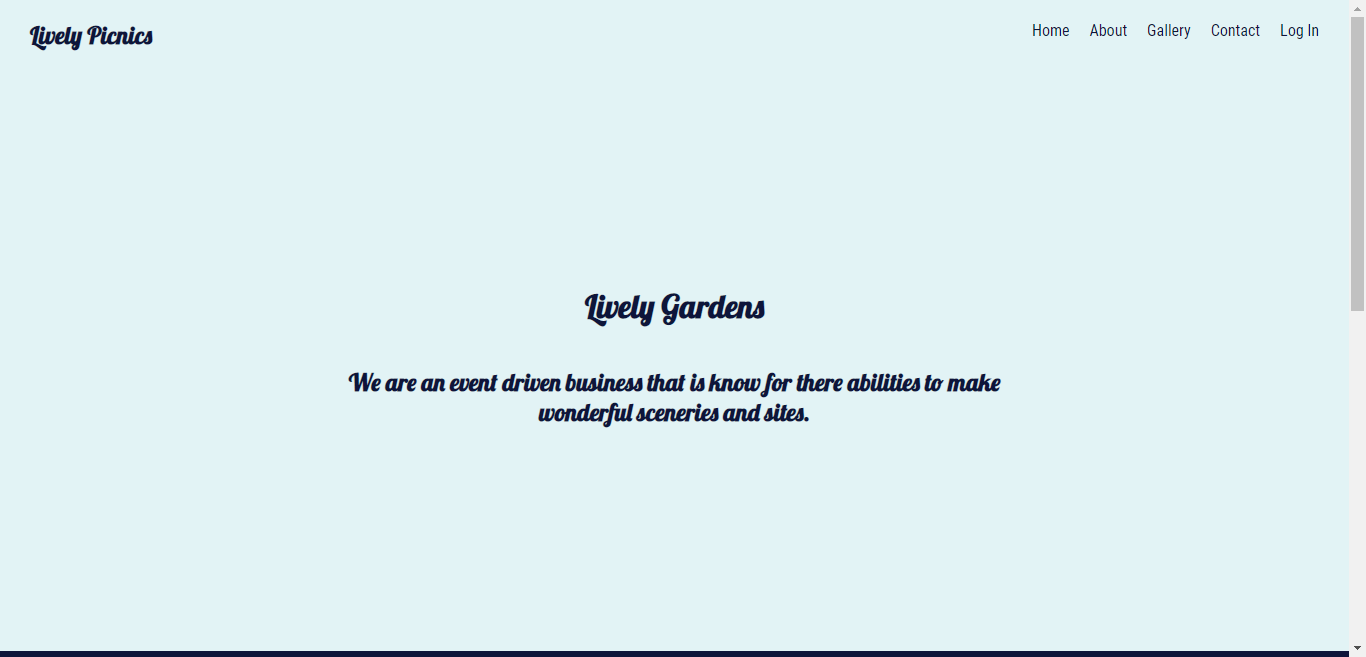 Lively Picnics
Home About Gallery Contact Log In
Lively Gardens
We are an event driven business that is know for there abilities to make
wonderful sceneries and sites.